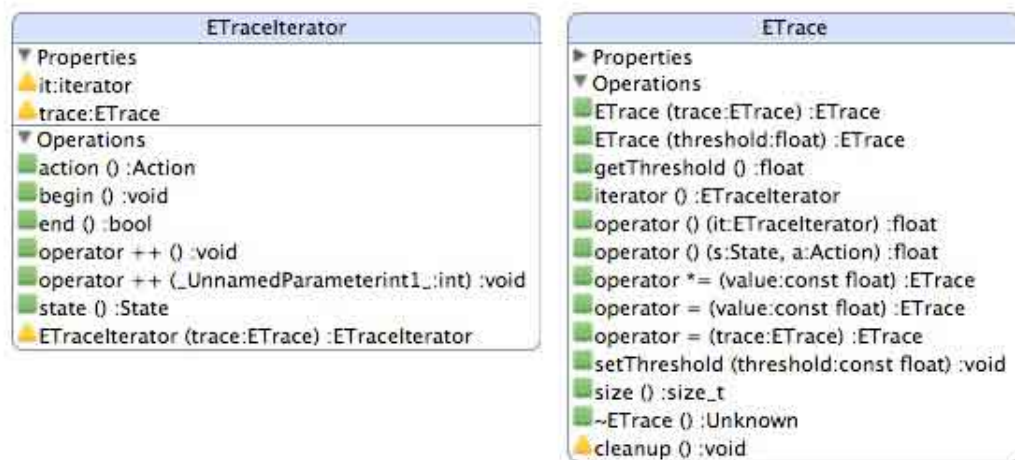 ETraceIterator
Properties
it:iterator
trace:ETrace
Operations
action () :Action
begin () :void
end () :bool
operator ++ () :void
operator ++ (_UnnamedParameterint1_:int) :void
state () :State
ETraceIterator (trace:ETrace) :ETraceIterator
ETrace
Properties
Operations
ETrace (trace:ETrace) :ETrace
ETrace (threshold:float) :ETrace
getThreshold () :float
iterator () :ETraceIterator
operator () (it:ETraceIterator) :float
operator () (s:State, a:Action) :float
operator *= (value:const float) :ETrace
operator = (value:const float) :ETrace
operator = (trace:ETrace) :ETrace
setThreshold (threshold:const float) :void
size () :size_t
~ETrace () :Unknown
cleanup () :void